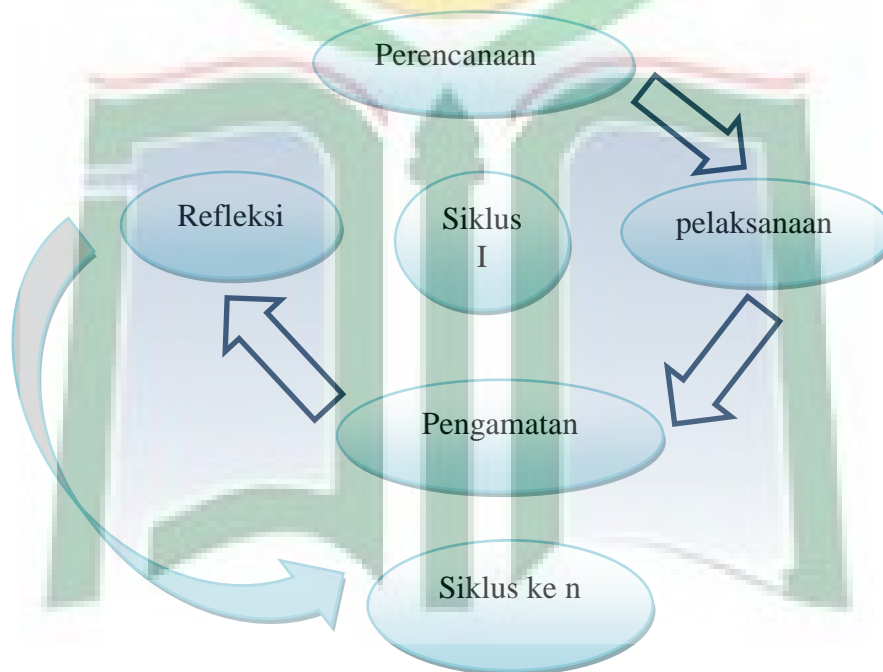 Perencanaan
Refleksi
Siklus
I
pelaksanaan
Pengamatan
Siklus ke n